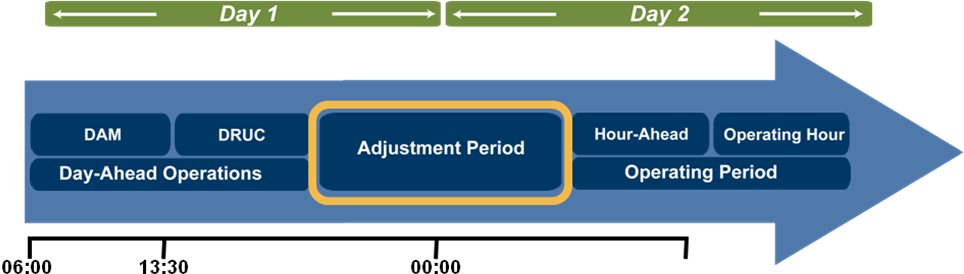 Day 1
Day 2
DAM
DRUC
Adjustment Period
Hour-Ahead
Operating Hour
Day-Ahead Operations
Operating Period
06:00
13:30
00:00